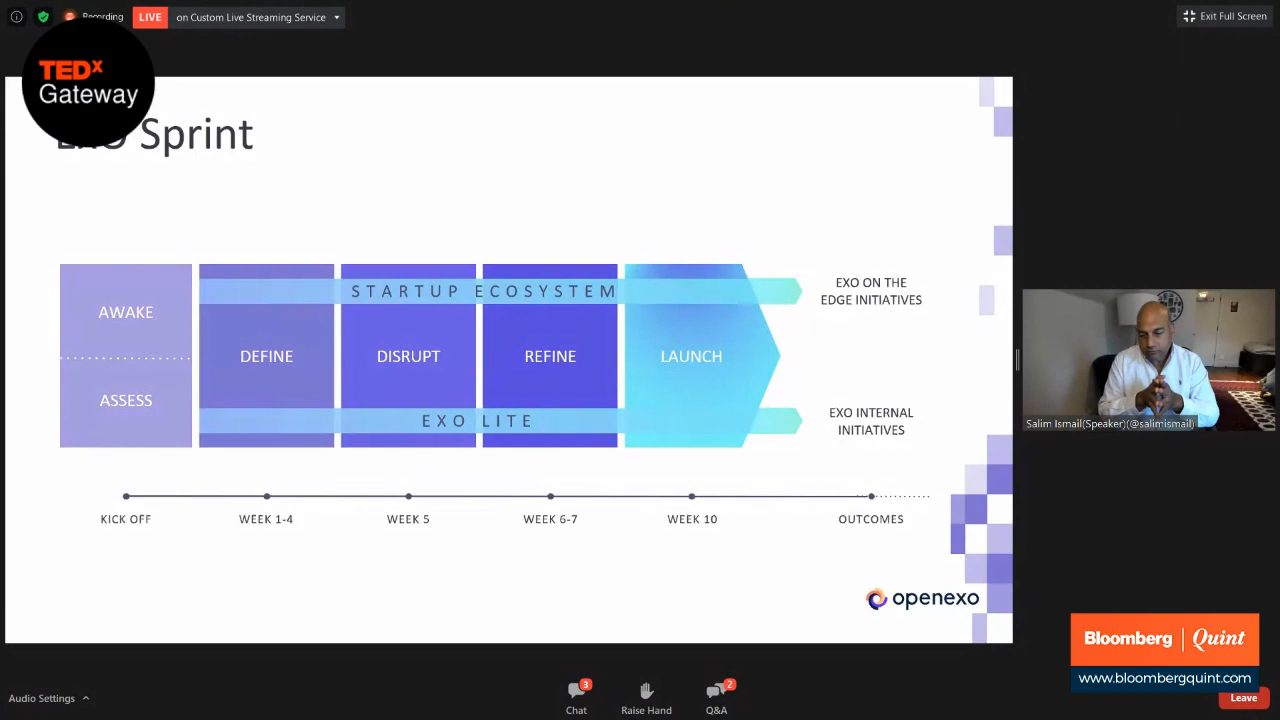 Recording
LIVE
on Custom Live Streaming Service
Exit Full Screen
TEDx
Gateway
ExO Sprint
AWAKE
ASSESS
STARTUP ECOSYSTEM
DEFINE
DISRUPT
REFINE
LAUNCH
EXO LITE
EXO ON THE
EDGE INITIATIVES
EXO INTERNAL
INITIATIVES
KICK OFF
WEEK 1-4
WEEK 5
WEEK 6-7
WEEK 10
OUTCOMES
openexo
Salim Ismail(Speaker)(@salimismail)
Bloomberg | Quint
www.bloombergquint.com
Audio Settings
3
Chat
Raise Hand
2
Q&A
Leave